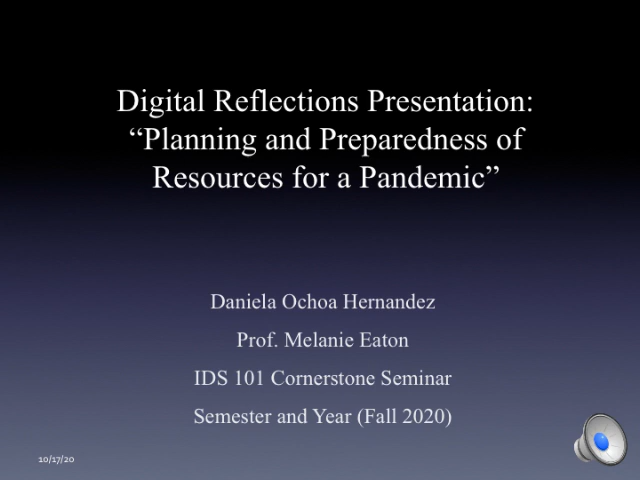 Digital Reflections Presentation:
“Planning and Preparedness of
Resources for a Pandemic”
Daniela Ochoa Hernandez
Prof. Melanie Eaton
IDS 101 Cornerstone Seminar
Semester and Year (Fall 2020)
10/17/20